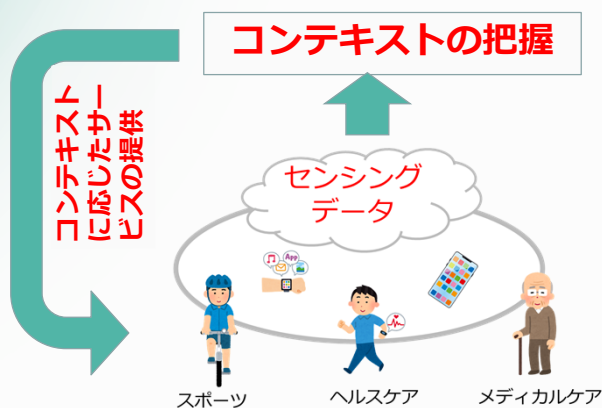 コンテキストの把握
コンテキスト
に応じたサー
ビスの提供
センシング
データ
App
スポーツ
ヘルスケア
メディカルケア